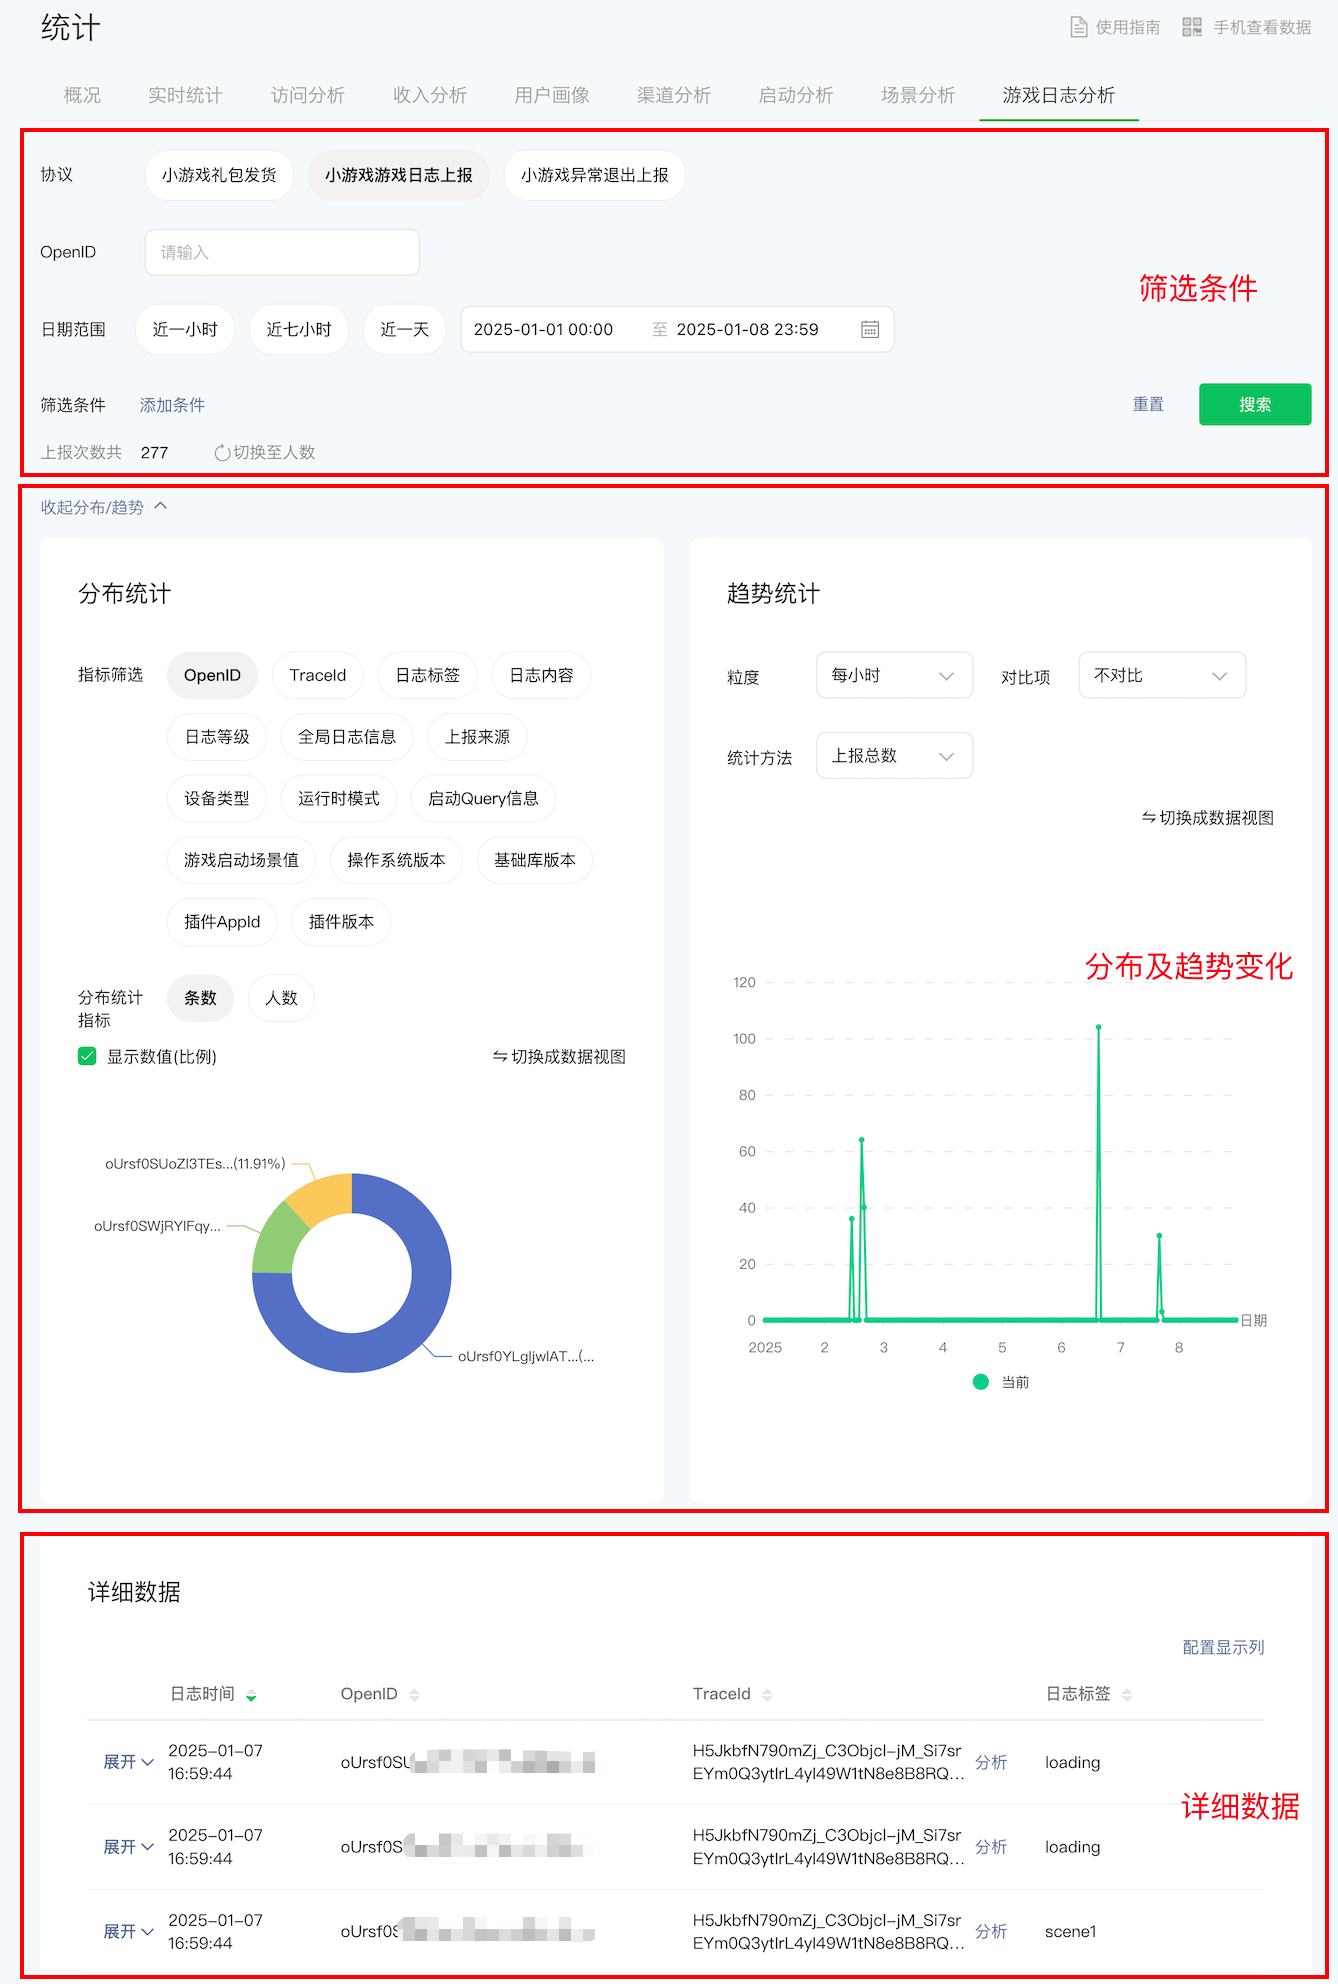 统计
使用指南 手机查看数据
概况 实时统计 访问分析 收入分析 用户画像 渠道分析 启动分析 场景分析 游戏日志分析
协议 小游戏礼包发货 小游戏游戏日志上报 小游戏异常退出上报
OpenID 请输入
筛选条件
日期范围 近一小时 近七小时 近一天 2025-01-01 00:00 至 2025-01-08 23:59
筛选条件 添加条件 重置 搜索
上报次数共 277 切换至人数
收起分布/趋势
分布统计
指标筛选 OpenID TraceId 日志标签 日志内容
日志等级 全局日志信息 上报来源
设备类型 运行时模式 启动Query信息
游戏启动场景值 操作系统版本 基础库版本
插件AppId 插件版本
分布统计
指标
条数 人数
显示数值(比例) ⇋切换成数据视图
oUrsf0SUoZI3TEs...(11.91%)
oUrsf0SWjRYIFqy...
oUrsf0YLgIjwIAT...(...
趋势统计
粒度 每小时 对比项 不对比
统计方法 上报总数
⇋切换成数据视图
分布及趋势变化
120
100
80
60
40
20
0 日期
2025 2 3 4 5 6 7 8
当前
详细数据
配置显示列
日志时间 OpenID TraceId 日志标签
展开 2025-01-07
16:59:44
oUrsf0SU
H5JkbfN790mZj_C3ObjcI-jM_Si7sr
EYm0Q3ytIrL4yI49W1tN8e8B8RQ...
分析 loading
详细数据
展开 2025-01-07
16:59:44
oUrsf0S
H5JkbfN790mZj_C3ObjcI-jM_Si7sr
EYm0Q3ytIrL4yI49W1tN8e8B8RQ...
分析 loading
展开 2025-01-07
16:59:44
oUrsf0S
H5JkbfN790mZj_C3ObjcI-jM_Si7sr
EYm0Q3ytIrL4yI49W1tN8e8B8RQ...
分析 scene1